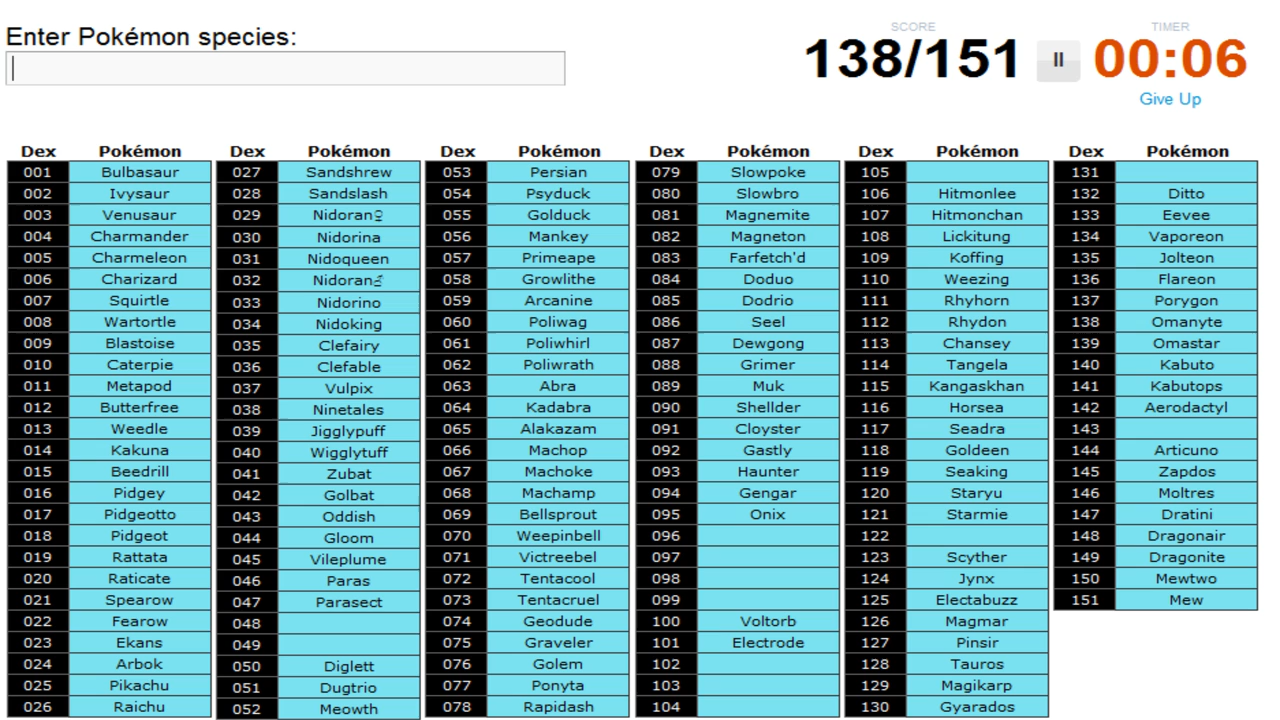 SCORE TIMER
Enter Pokémon species: 138/151 II 00:06
Give Up
Dex Pokémon Dex Pokémon Dex Pokémon Dex Pokémon Dex Pokémon Dex Pokémon
001 Bulbasaur 027 Sandshrew 053 Persian 079 Slowpoke 105 131
002 Ivysaur 028 Sandslash 054 Psyduck 080 Slowbro 106 Hitmonlee 132 Ditto
003 Venusaur 029 Nidoran♀ 055 Golduck 081 Magnemite 107 Hitmonchan 133 Eevee
004 Charmander 030 Nidorina 056 Mankey 082 Magneton 108 Lickitung 134 Vaporeon
005 Charmeleon 031 Nidoqueen 057 Primeape 083 Farfetch'd 109 Koffing 135 Jolteon
006 Charizard 032 Nidoran♂ 058 Growlithe 084 Doduo 110 Weezing 136 Flareon
007 Squirtle 033 Nidorino 059 Arcanine 085 Dodrio 111 Rhyhorn 137 Porygon
008 Wartortle 034 Nidoking 060 Poliwag 086 Seel 112 Rhydon 138 Omanyte
009 Blastoise 035 Clefairy 061 Poliwhirl 087 Dewgong 113 Chansey 139 Omastar
010 Caterpie 036 Clefable 062 Poliwrath 088 Grimer 114 Tangela 140 Kabuto
011 Metapod 037 Vulpix 063 Abra 089 Muk 115 Kangaskhan 141 Kabutops
012 Butterfree 038 Ninetales 064 Kadabra 090 Shellder 116 Horsea 142 Aerodactyl
013 Weedle 039 Jigglypuff 065 Alakazam 091 Cloyster 117 Seadra 143
014 Kakuna 040 Wigglytuff 066 Machop 092 Gastly 118 Goldeen 144 Articuno
015 Beedrill 041 Zubat 067 Machoke 093 Haunter 119 Seaking 145 Zapdos
016 Pidgey 042 Golbat 068 Machamp 094 Gengar 120 Staryu 146 Moltres
017 Pidgeotto 043 Oddish 069 Bellsprout 095 Onix 121 Starmie 147 Dratini
018 Pidgeot 044 Gloom 070 Weepinbell 096 122 148 Dragonair
019 Rattata 045 Vileplume 071 Victreebel 097 123 Scyther 149 Dragonite
020 Raticate 046 Paras 072 Tentacool 098 124 Jynx 150 Mewtwo
021 Spearow 047 Parasect 073 Tentacruel 099 125 Electabuzz 151 Mew
022 Fearow 048 074 Geodude 100 Voltorb 126 Magmar
023 Ekans 049 075 Graveler 101 Electrode 127 Pinsir
024 Arbok 050 Diglett 076 Golem 102 128 Tauros
025 Pikachu 051 Dugtrio 077 Ponyta 103 129 Magikarp
026 Raichu 052 Meowth 078 Rapidash 104 130 Gyarados